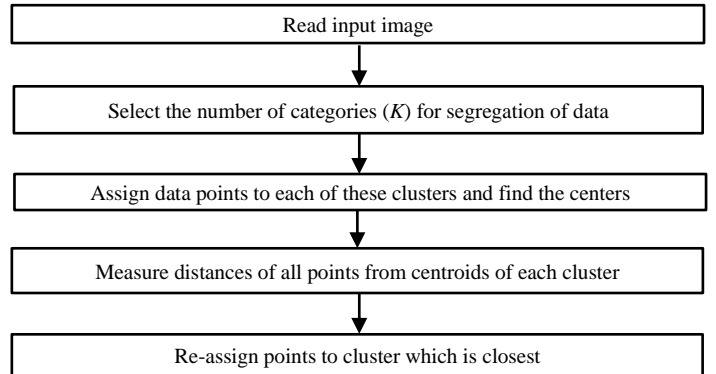 Read input image
Select the number of categories (K) for segregation of data
Assign data points to each of these clusters and find the centers
Measure distances of all points from centroids of each cluster
Re-assign points to cluster which is closest